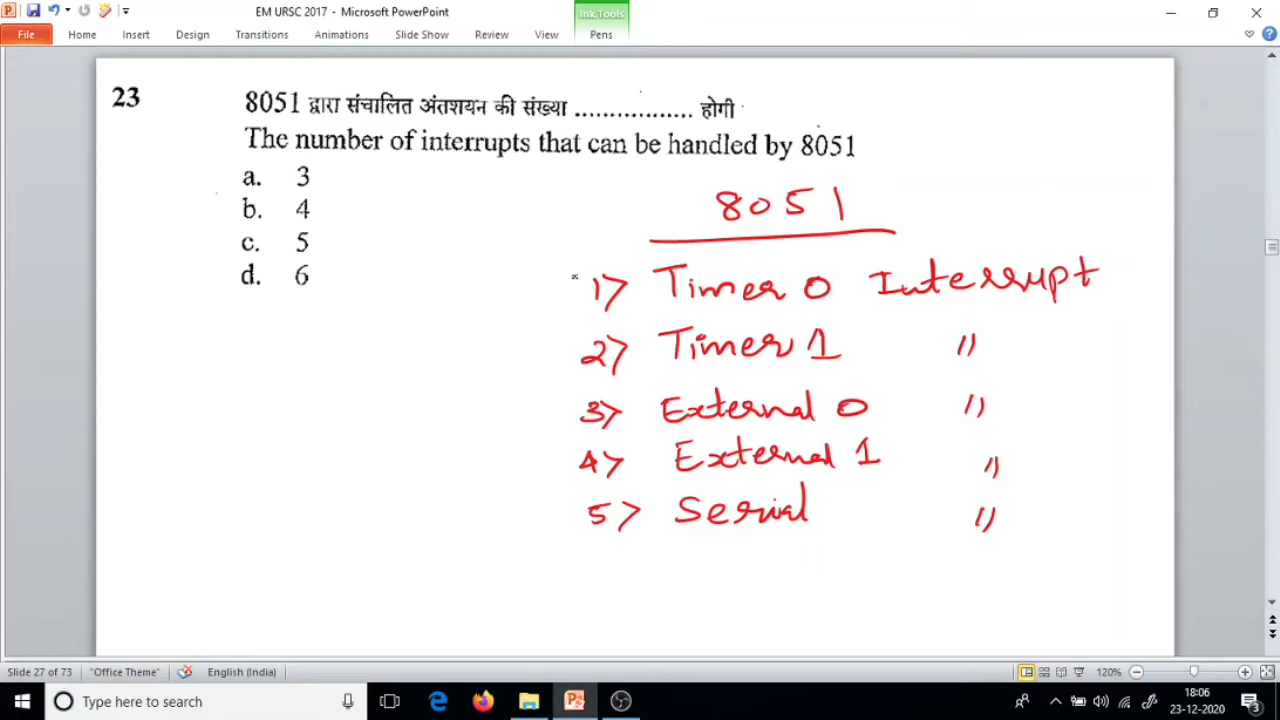 EM URSC 2017 - Microsoft PowerPoint
Ink Tools
File Home Insert Design Transitions Animations Slide Show Review View Pens
23
8051 द्वारा संचालित अंतशयन की संख्या ................. होगी
The number of interrupts that can be handled by 8051
a. 3
b. 4
c. 5
d. 6
8051
1> Timer 0 Interrupt
2> Timer 1 "
3> External 0 "
4> External 1 "
5> Serial "
Slide 27 of 73 "Office Theme" English (India) 120%
Type here to search
18:06
23-12-2020
3